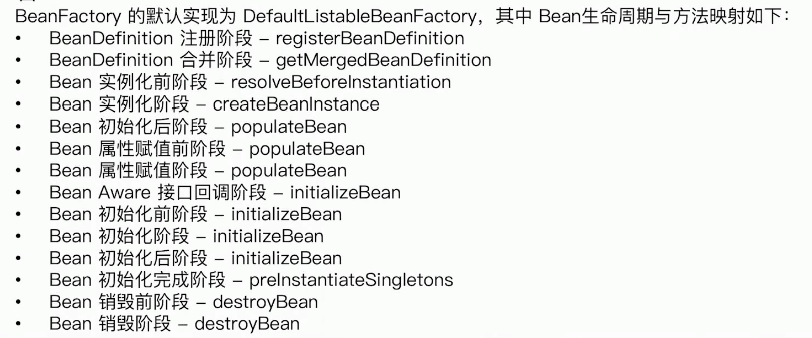 BeanFactory 的默认实现为 DefaultListableBeanFactory，其中 Bean生命周期与方法映射如下：
• BeanDefinition 注册阶段 – registerBeanDefinition
• BeanDefinition 合并阶段 – getMergedBeanDefinition
• Bean 实例化前阶段 – resolveBeforeInstantiation
• Bean 实例化阶段 – createBeanInstance
• Bean 初始化后阶段 – populateBean
• Bean 属性赋值前阶段 – populateBean
• Bean 属性赋值阶段 – populateBean
• Bean Aware 接口回调阶段 – initializeBean
• Bean 初始化前阶段 – initializeBean
• Bean 初始化阶段 – initializeBean
• Bean 初始化后阶段 – initializeBean
• Bean 初始化完成阶段 – preInstantiateSingletons
• Bean 销毁前阶段 – destroyBean
• Bean 销毁阶段 – destroyBean